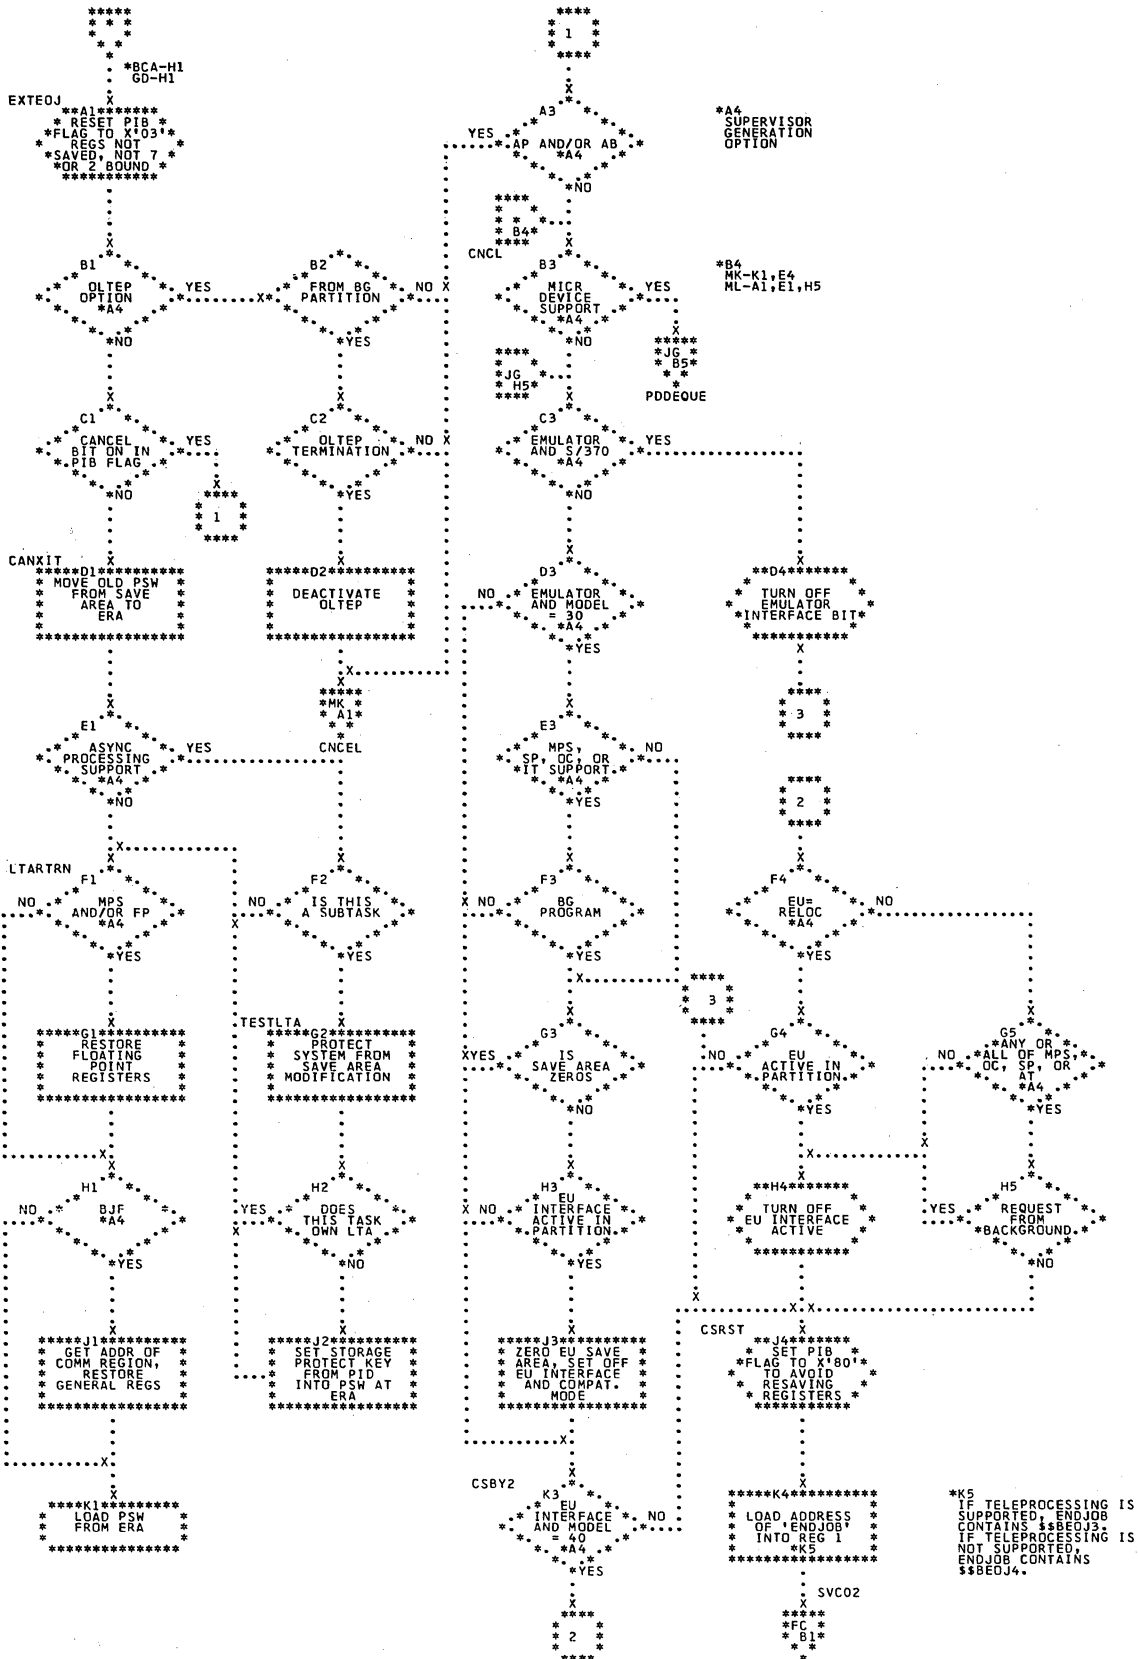 *BCA-H1
GD-H1
EXTEOJ
A1
RESET PIB
FLAG TO X'03'
REGS NOT
SAVED, NOT 7
OR 2 BOUND
B1
OLTEP
OPTION
*A4
YES
NO
B2
FROM BG
PARTITION
NO
YES
C1
CANCEL
BIT ON IN
PIB FLAG
YES
NO
1
C2
OLTEP
TERMINATION
NO
YES
CANXIT
D1
MOVE OLD PSW
FROM SAVE
AREA TO
ERA
D2
DEACTIVATE
OLTEP
MK
A1
CNCEL
E1
ASYNC
PROCESSING
SUPPORT
*A4
YES
NO
LTARTRN
F1
MPS
AND/OR FP
*A4
NO
YES
F2
IS THIS
A SUBTASK
NO
YES
G1
RESTORE
FLOATING
POINT
REGISTERS
TESTLTA
G2
PROTECT
SYSTEM FROM
SAVE AREA
MODIFICATION
H1
BJF
*A4
NO
YES
H2
DOES
THIS TASK
OWN LTA
YES
NO
J1
GET ADDR OF
COMM REGION,
RESTORE
GENERAL REGS
J2
SET STORAGE
PROTECT KEY
FROM PID
INTO PSW AT
ERA
K1
LOAD PSW
FROM ERA
1
A3
AP AND/OR AB
*A4
YES
NO
*A4
SUPERVISOR
GENERATION
OPTION
*
B4
CNCL
B3
MICR
DEVICE
SUPPORT
*A4
YES
NO
*B4
MK-K1,E4
ML-A1,E1,H5
JG
B5
PDDEQUE
JG
H5
C3
EMULATOR
AND S/370
*A4
YES
NO
D3
EMULATOR
AND MODEL
= 30
*A4
NO
YES
D4
TURN OFF
EMULATOR
INTERFACE BIT
3
E3
MPS,
SP, OC, OR
IT SUPPORT
*A4
NO
YES
2
F3
BG
PROGRAM
NO
YES
F4
EU=
RELOC
*A4
NO
YES
3
G3
IS
SAVE AREA
ZEROS
YES
NO
G4
EU
ACTIVE IN
PARTITION
NO
YES
G5
ANY OR
ALL OF MPS,
OC, SP, OR
AT
*A4
NO
YES
H3
EU
INTERFACE
ACTIVE IN
PARTITION
NO
YES
H4
TURN OFF
EU INTERFACE
ACTIVE
H5
REQUEST
FROM
BACKGROUND
YES
NO
J3
ZERO EU SAVE
AREA, SET OFF
EU INTERFACE
AND COMPAT.
MODE
CSRST
J4
SET PIB
FLAG TO X'80'
TO AVOID
RESAVING
REGISTERS
CSBY2
K3
EU
INTERFACE
AND MODEL
= 40
*A4
NO
YES
2
K4
LOAD ADDRESS
OF 'ENDJOB'
INTO REG 1
*K5
SVC02
FC
B1
*K5
IF TELEPROCESSING IS
SUPPORTED, ENDJOB
CONTAINS $$BEOJ3.
IF TELEPROCESSING IS
NOT SUPPORTED,
ENDJOB CONTAINS
$$BEOJ4.